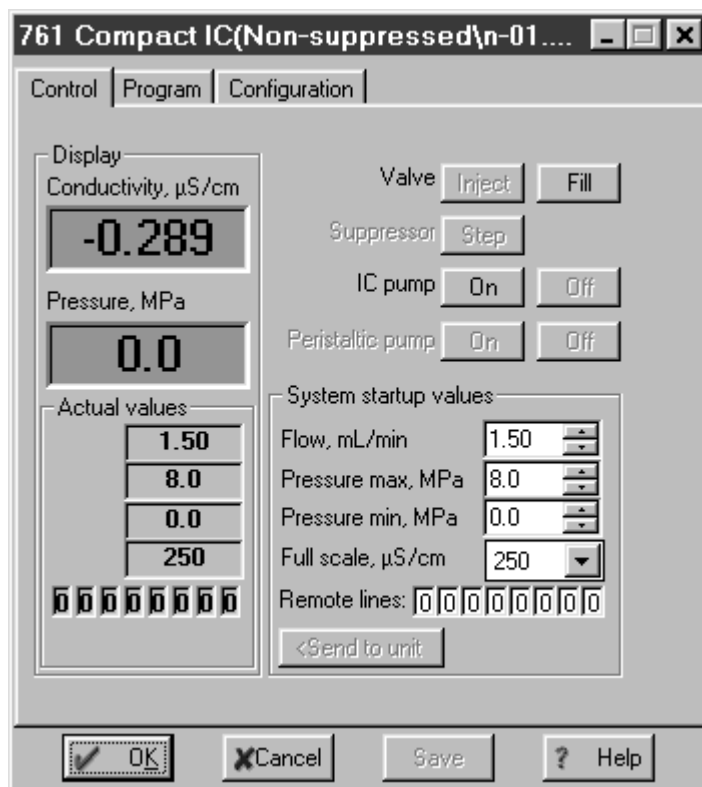 761 Compact IC(Non-suppressed\n-01....
Control Program Configuration
Display
Conductivity, µS/cm
-0.289
Pressure, MPa
0.0
Actual values
1.50
8.0
0.0
250
0 0 0 0 0 0 0 0
Valve Inject Fill
Suppressor Step
IC pump On Off
Peristaltic pump On Off
System startup values
Flow, mL/min 1.50
Pressure max, MPa 8.0
Pressure min, MPa 0.0
Full scale, µS/cm 250
Remote lines: 0 0 0 0 0 0 0 0
<Send to unit
OK Cancel Save ? Help